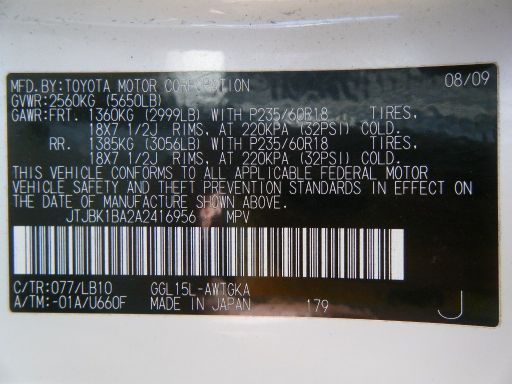 MFD.BY:TOYOTA MOTOR CORPORATION 08/09
GVWR:2560KG (5650LB)
GAWR:FRT. 1360KG (2999LB) WITH P235/60R18 TIRES,
18X7 1/2J RIMS, AT 220KPA (32PSI) COLD.
RR. 1385KG (3056LB) WITH P235/60R18 TIRES,
18X7 1/2J RIMS, AT 220KPA (32PSI) COLD.
THIS VEHICLE CONFORMS TO ALL APPLICABLE FEDERAL MOTOR
VEHICLE SAFETY AND THEFT PREVENTION STANDARDS IN EFFECT ON
THE DATE OF MANUFACTURE SHOWN ABOVE.
JTJBK1BA2A2416956 MPV
C/TR:077/LB10 GGL15L-AWTGKA
A/TM:-01A/U660F MADE IN JAPAN 179 J